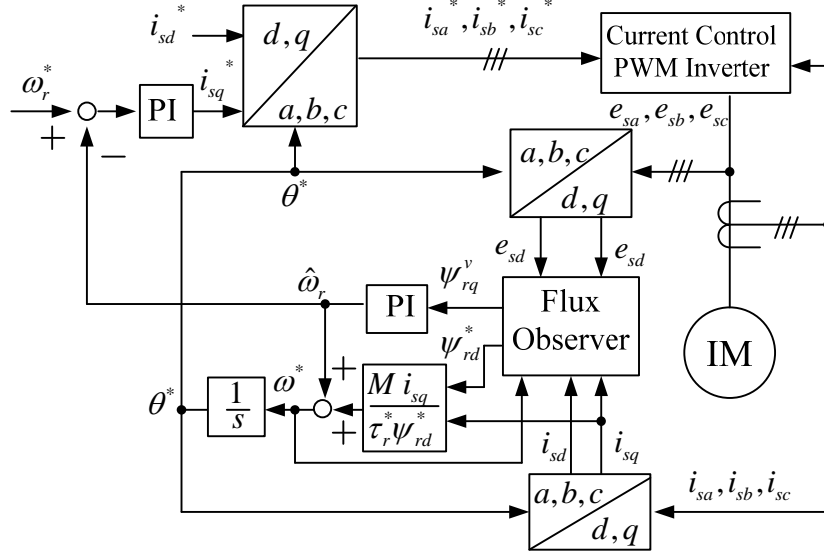 i_sd^*
d,q
a,b,c
i_sa^*, i_sb^*, i_sc^*
Current Control
PWM Inverter
ω_r^*
+
−
PI
i_sq^*
e_sa, e_sb, e_sc
θ^*
a,b,c
d,q
e_sd
e_sd
ω̂_r
PI
ψ_rq^v
Flux
Observer
ψ_rd^*
IM
θ^*
1
s
ω^*
+
+
M i_sq
τ_r^* ψ_rd^*
i_sd
i_sq
a,b,c
d,q
i_sa, i_sb, i_sc